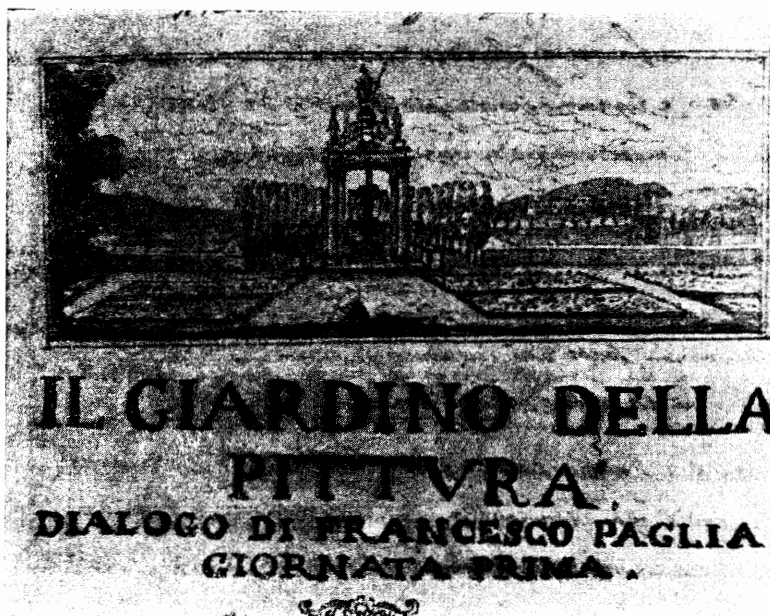 IL GIARDINO DELLA
PITTVRA.
DIALOGO DI FRANCESCO PAGLIA
GIORNATA PRIMA.